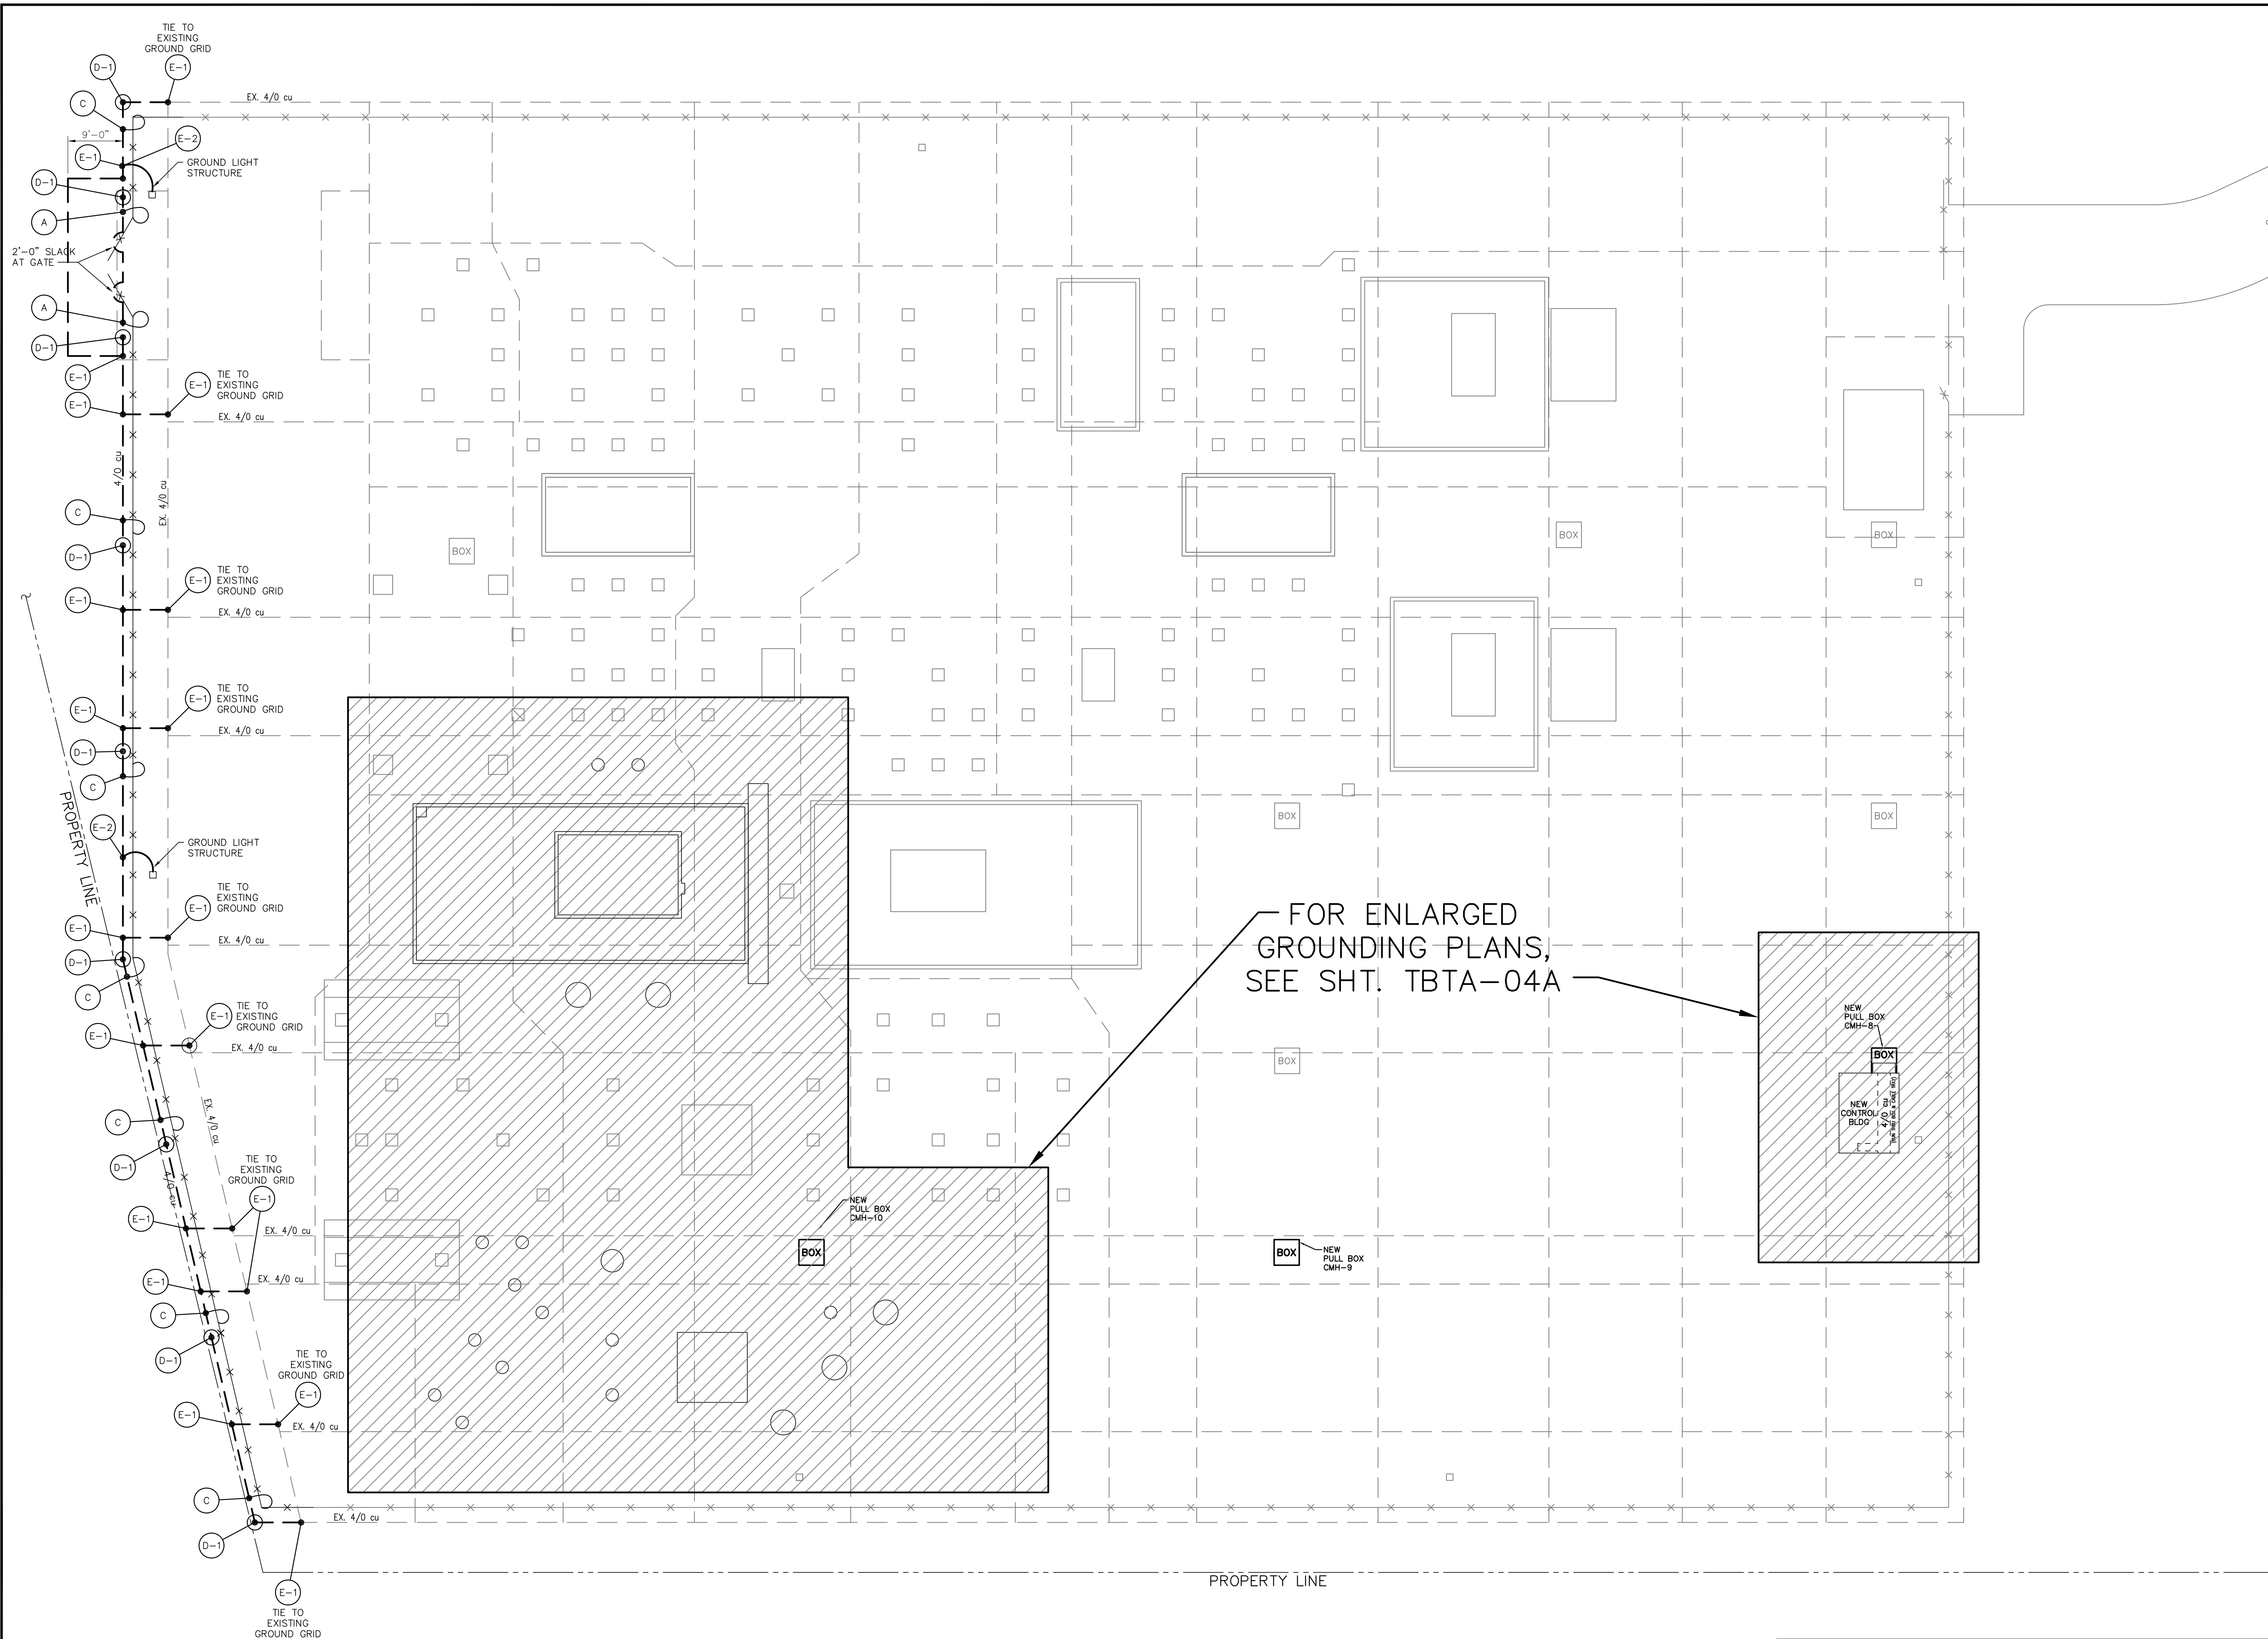 TIE TO
EXISTING
GROUND GRID
D-1
E-1
EX. 4/0 cu
C
9'-0"
E-2
E-1
GROUND LIGHT
STRUCTURE
D-1
A
2'-0" SLACK
AT GATE
A
D-1
E-1
E-1
TIE TO
EXISTING
GROUND GRID
E-1
EX. 4/0 cu
4/0 cu
EX. 4/0 cu
C
D-1
BOX
BOX
BOX
E-1
TIE TO
EXISTING
GROUND GRID
E-1
EX. 4/0 cu
E-1
TIE TO
EXISTING
GROUND GRID
E-1
EX. 4/0 cu
D-1
C
PROPERTY LINE
E-2
GROUND LIGHT
STRUCTURE
BOX
BOX
E-1
TIE TO
EXISTING
GROUND GRID
E-1
EX. 4/0 cu
D-1
C
FOR ENLARGED
GROUNDING PLANS,
SEE SHT. TBTA-04A
E-1
TIE TO
EXISTING
GROUND GRID
E-1
EX. 4/0 cu
BOX
NEW
PULL BOX
CMH-8
BOX
NEW
CONTROL
BLDG
4/0 cu
EX. 4/0 cu
C
D-1
4/0 cu
TIE TO
EXISTING
GROUND GRID
E-1
E-1
EX. 4/0 cu
NEW
PULL BOX
CMH-10
BOX
BOX
NEW
PULL BOX
CMH-9
E-1
EX. 4/0 cu
C
D-1
TIE TO
EXISTING
GROUND GRID
E-1
E-1
EX. 4/0 cu
C
EX. 4/0 cu
D-1
E-1
TIE TO
EXISTING
GROUND GRID
PROPERTY LINE